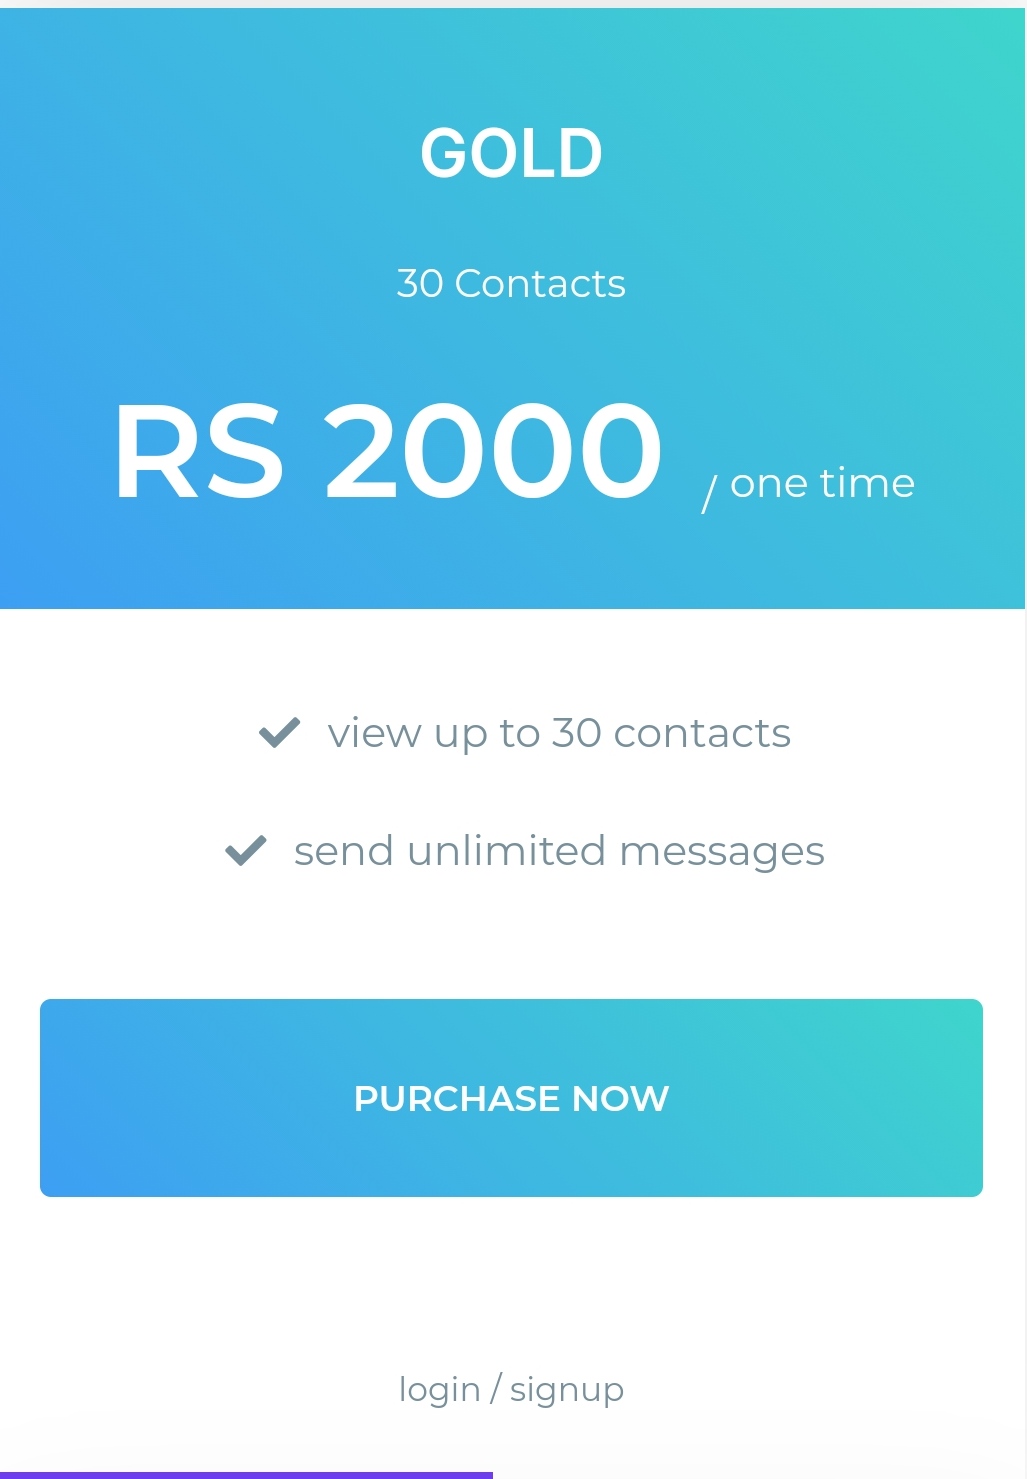 GOLD
30 Contacts
RS 2000 / one time
view up to 30 contacts
send unlimited messages
PURCHASE NOW
login / signup